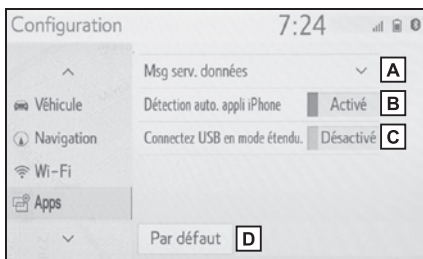 Configuration 7:24
Msg serv. données A
Véhicule
Détection auto. appli iPhone Activé B
Navigation
Connectez USB en mode étendu. Désactivé C
Wi-Fi
Apps
Par défaut D